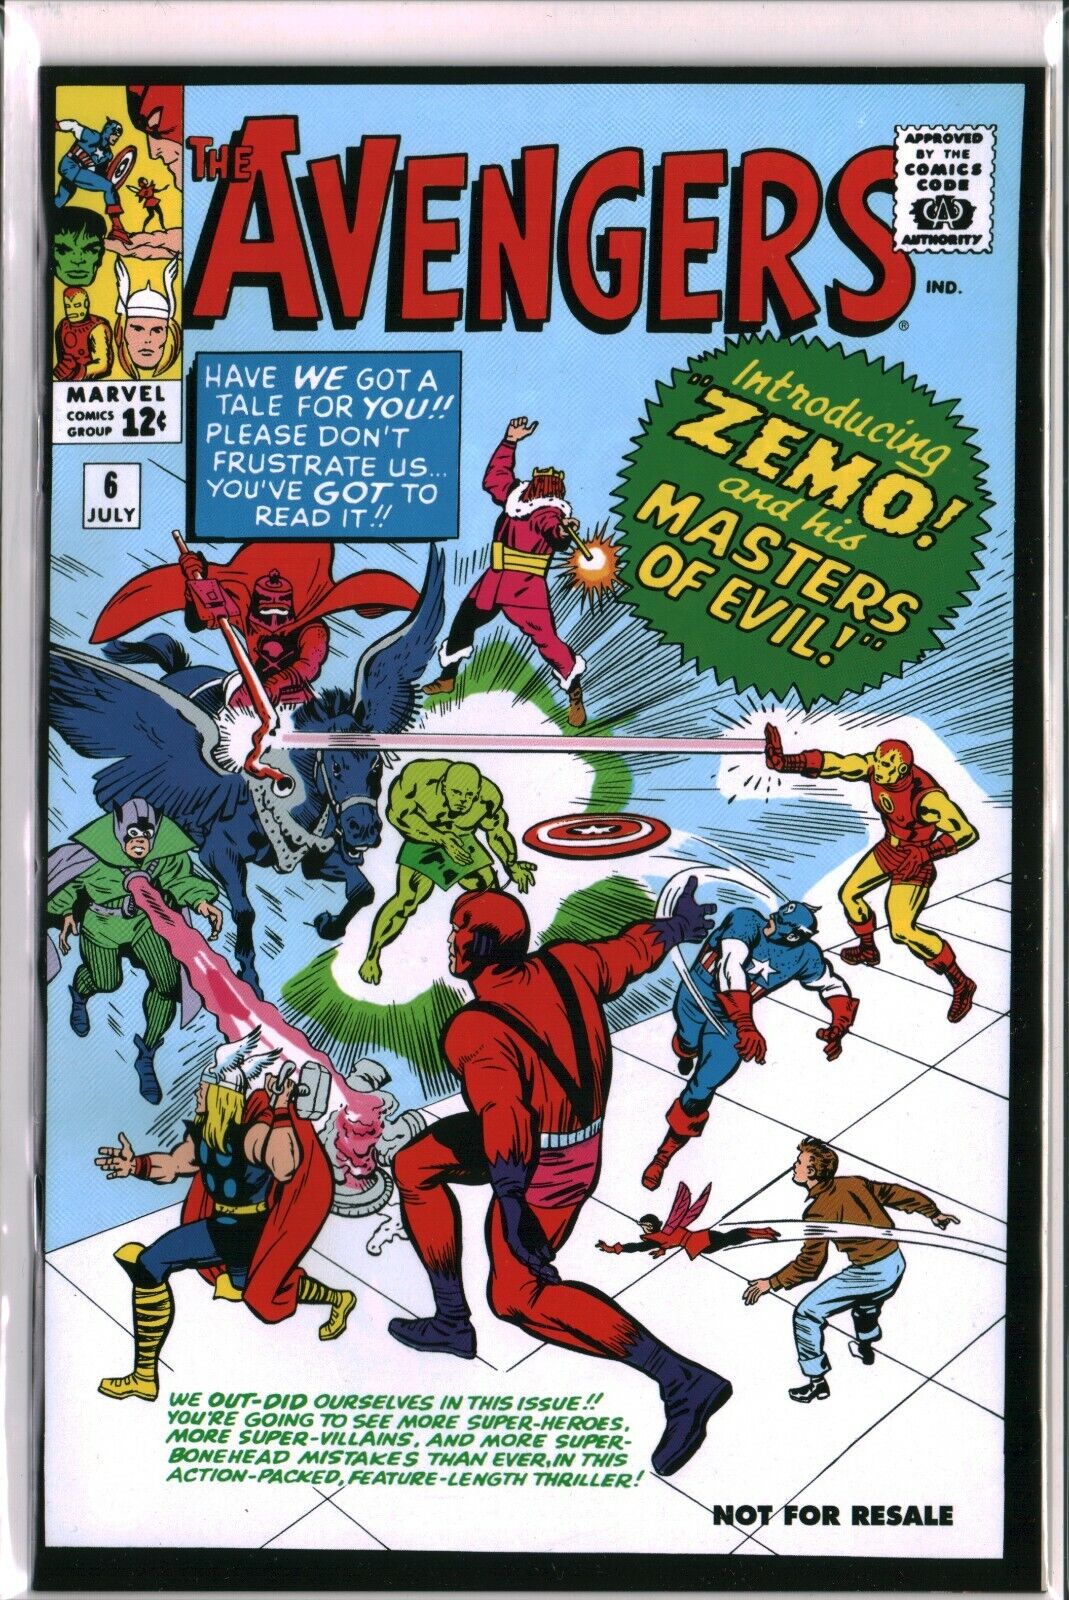 THE AVENGERS
APPROVED
BY THE
COMICS
CODE
CA
AUTHORITY
IND.
®
MARVEL
COMICS
GROUP 12¢
6
JULY
HAVE WE GOT A
TALE FOR YOU!!
PLEASE DON'T
FRUSTRATE US...
YOU'VE GOT TO
READ IT!!
Introducing
"ZEMO!
and his
MASTERS
OF EVIL!"
WE OUT-DID OURSELVES IN THIS ISSUE!!
YOU'RE GOING TO SEE MORE SUPER-HEROES,
MORE SUPER-VILLAINS, AND MORE SUPER-
BONEHEAD MISTAKES THAN EVER, IN THIS
ACTION-PACKED, FEATURE-LENGTH THRILLER!
NOT FOR RESALE